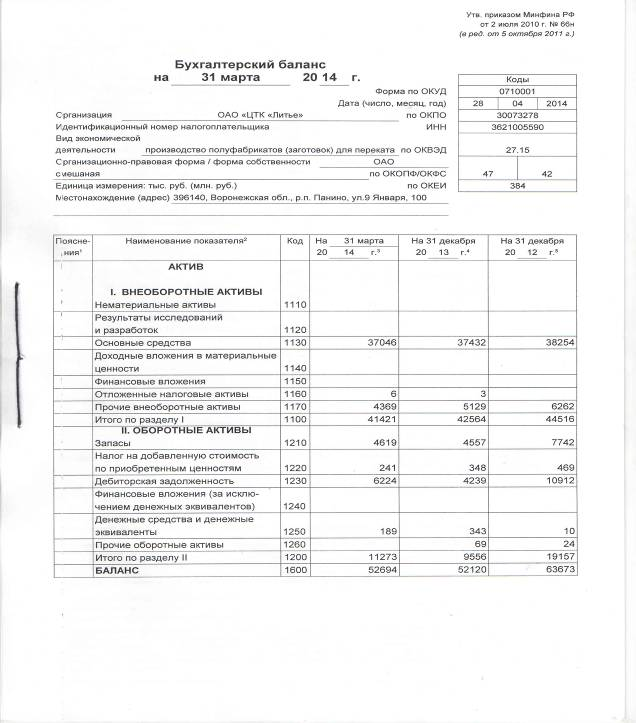 Утв. приказом Минфина РФ
от 2 июля 2010 г. № 66н
(в ред. от 5 октября 2011 г.)
Бухгалтерский баланс
на 31 марта 20 14 г.
Коды
Форма по ОКУД 0710001
Дата (число, месяц, год) 28 04 2014
Организация ОАО «ЦТК «Литье» по ОКПО 30073278
Идентификационный номер налогоплательщика ИНН 3621005590
Вид экономической
деятельности производство полуфабрикатов (заготовок) для переката по ОКВЭД 27.15
Организационно-правовая форма / форма собственности ОАО
смешаная по ОКОПФ/ОКФС 47 42
Единица измерения: тыс. руб. (млн. руб.) по ОКЕИ 384
Местонахождение (адрес) 396140, Воронежская обл., р.п. Панино, ул.9 Января, 100
Поясне- Наименование показателя² Код На 31 марта На 31 декабря На 31 декабря
ния¹ 20 14 г.³ 20 13 г.⁴ 20 12 г.⁵
АКТИВ
I. ВНЕОБОРОТНЫЕ АКТИВЫ
Нематериальные активы 1110
Результаты исследований
и разработок 1120
Основные средства 1130 37046 37432 38254
Доходные вложения в материальные
ценности 1140
Финансовые вложения 1150
Отложенные налоговые активы 1160 6 3
Прочие внеоборотные активы 1170 4369 5129 6262
Итого по разделу I 1100 41421 42564 44516
II. ОБОРОТНЫЕ АКТИВЫ
Запасы 1210 4619 4557 7742
Налог на добавленную стоимость
по приобретенным ценностям 1220 241 348 469
Дебиторская задолженность 1230 6224 4239 10912
Финансовые вложения (за исклю-
чением денежных эквивалентов) 1240
Денежные средства и денежные
эквиваленты 1250 189 343 10
Прочие оборотные активы 1260 69 24
Итого по разделу II 1200 11273 9556 19157
БАЛАНС 1600 52694 52120 63673